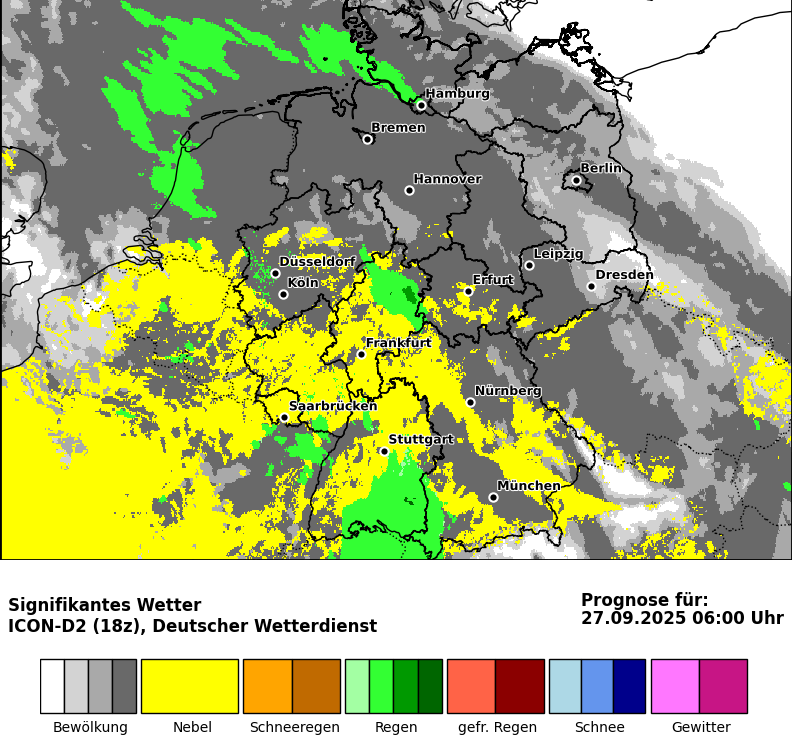 Hamburg
Bremen
Berlin
Hannover
Leipzig
Düsseldorf
Dresden
Erfurt
Köln
Frankfurt
Nürnberg
Saarbrücken
Stuttgart
München
Signifikantes Wetter
ICON-D2 (18z), Deutscher Wetterdienst
Prognose für:
27.09.2025 06:00 Uhr
Bewölkung Nebel Schneeregen Regen gefr. Regen Schnee Gewitter